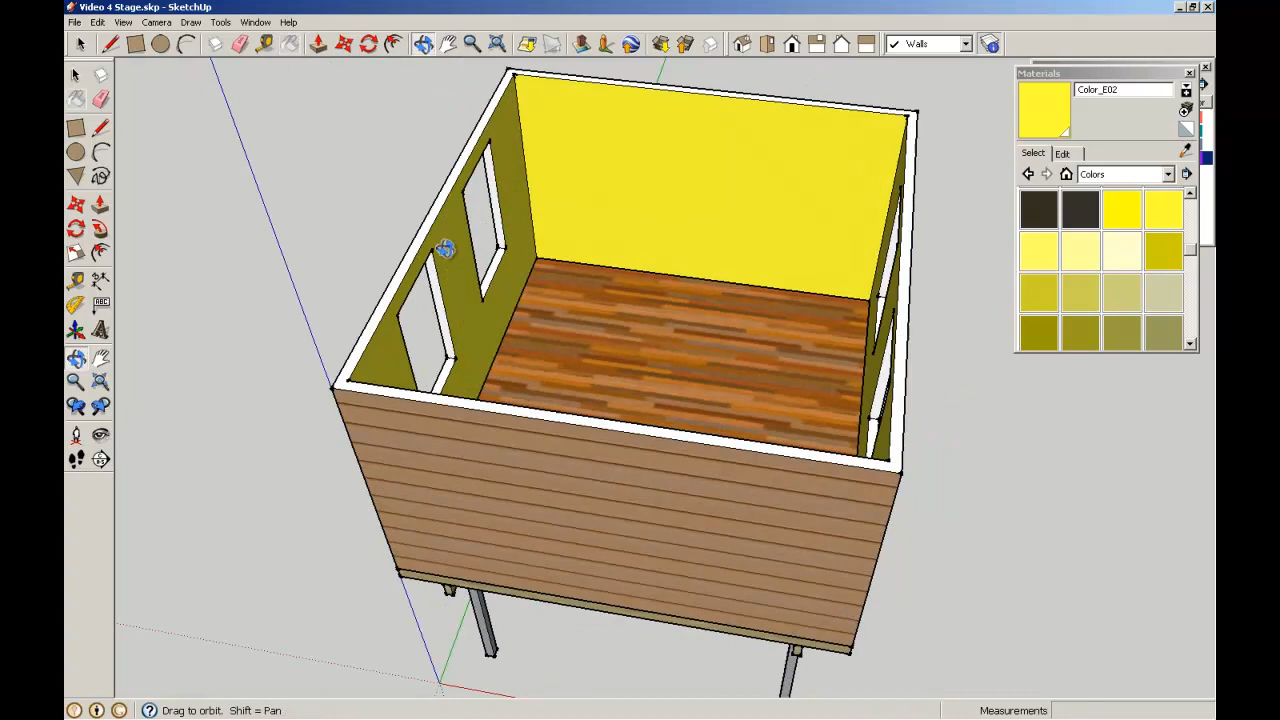 Video 4 Stage.skp - SketchUp
File Edit View Camera Draw Tools Window Help
Walls
Materials
Color_E02
Select Edit
Colors
ABC
Drag to orbit. Shift = Pan
Measurements